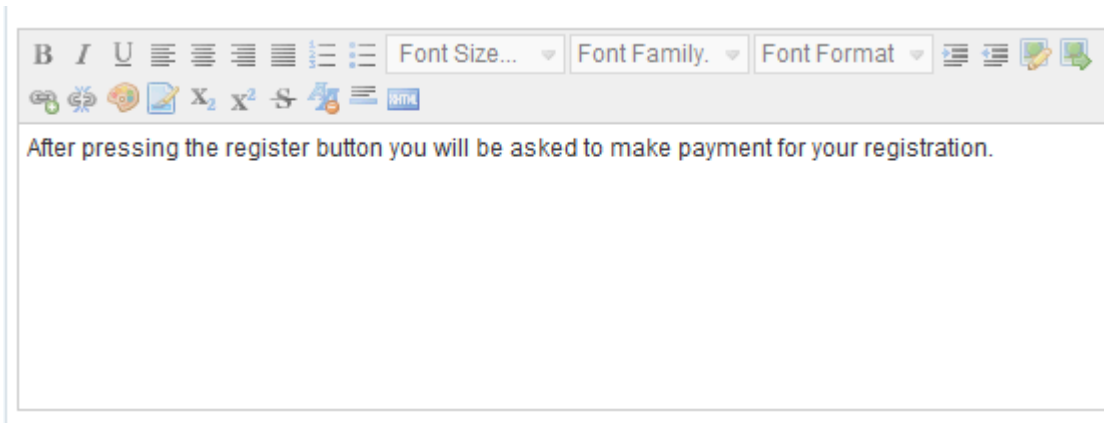 B I U Font Size... Font Family. Font Format
X2 X2 S XHTML
After pressing the register button you will be asked to make payment for your registration.